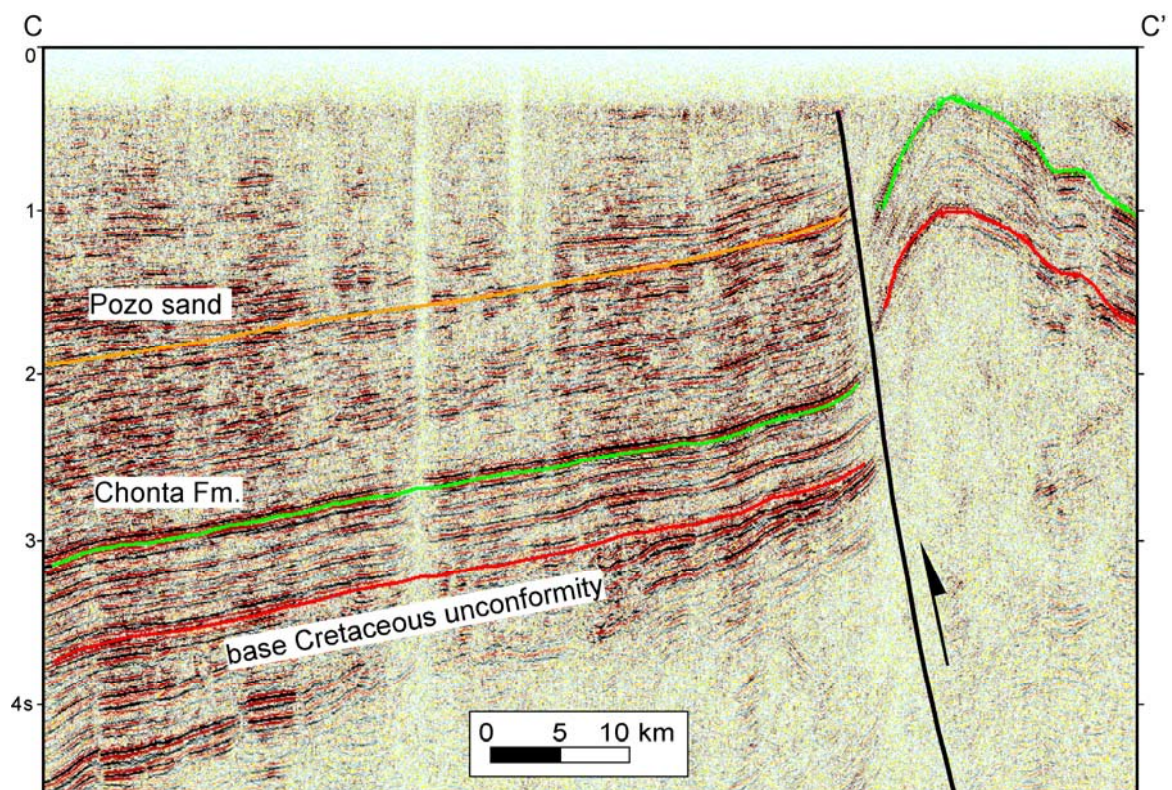 C C'
0
1
Pozo sand
2
Chonta Fm.
3
base Cretaceous unconformity
4s
0 5 10 km